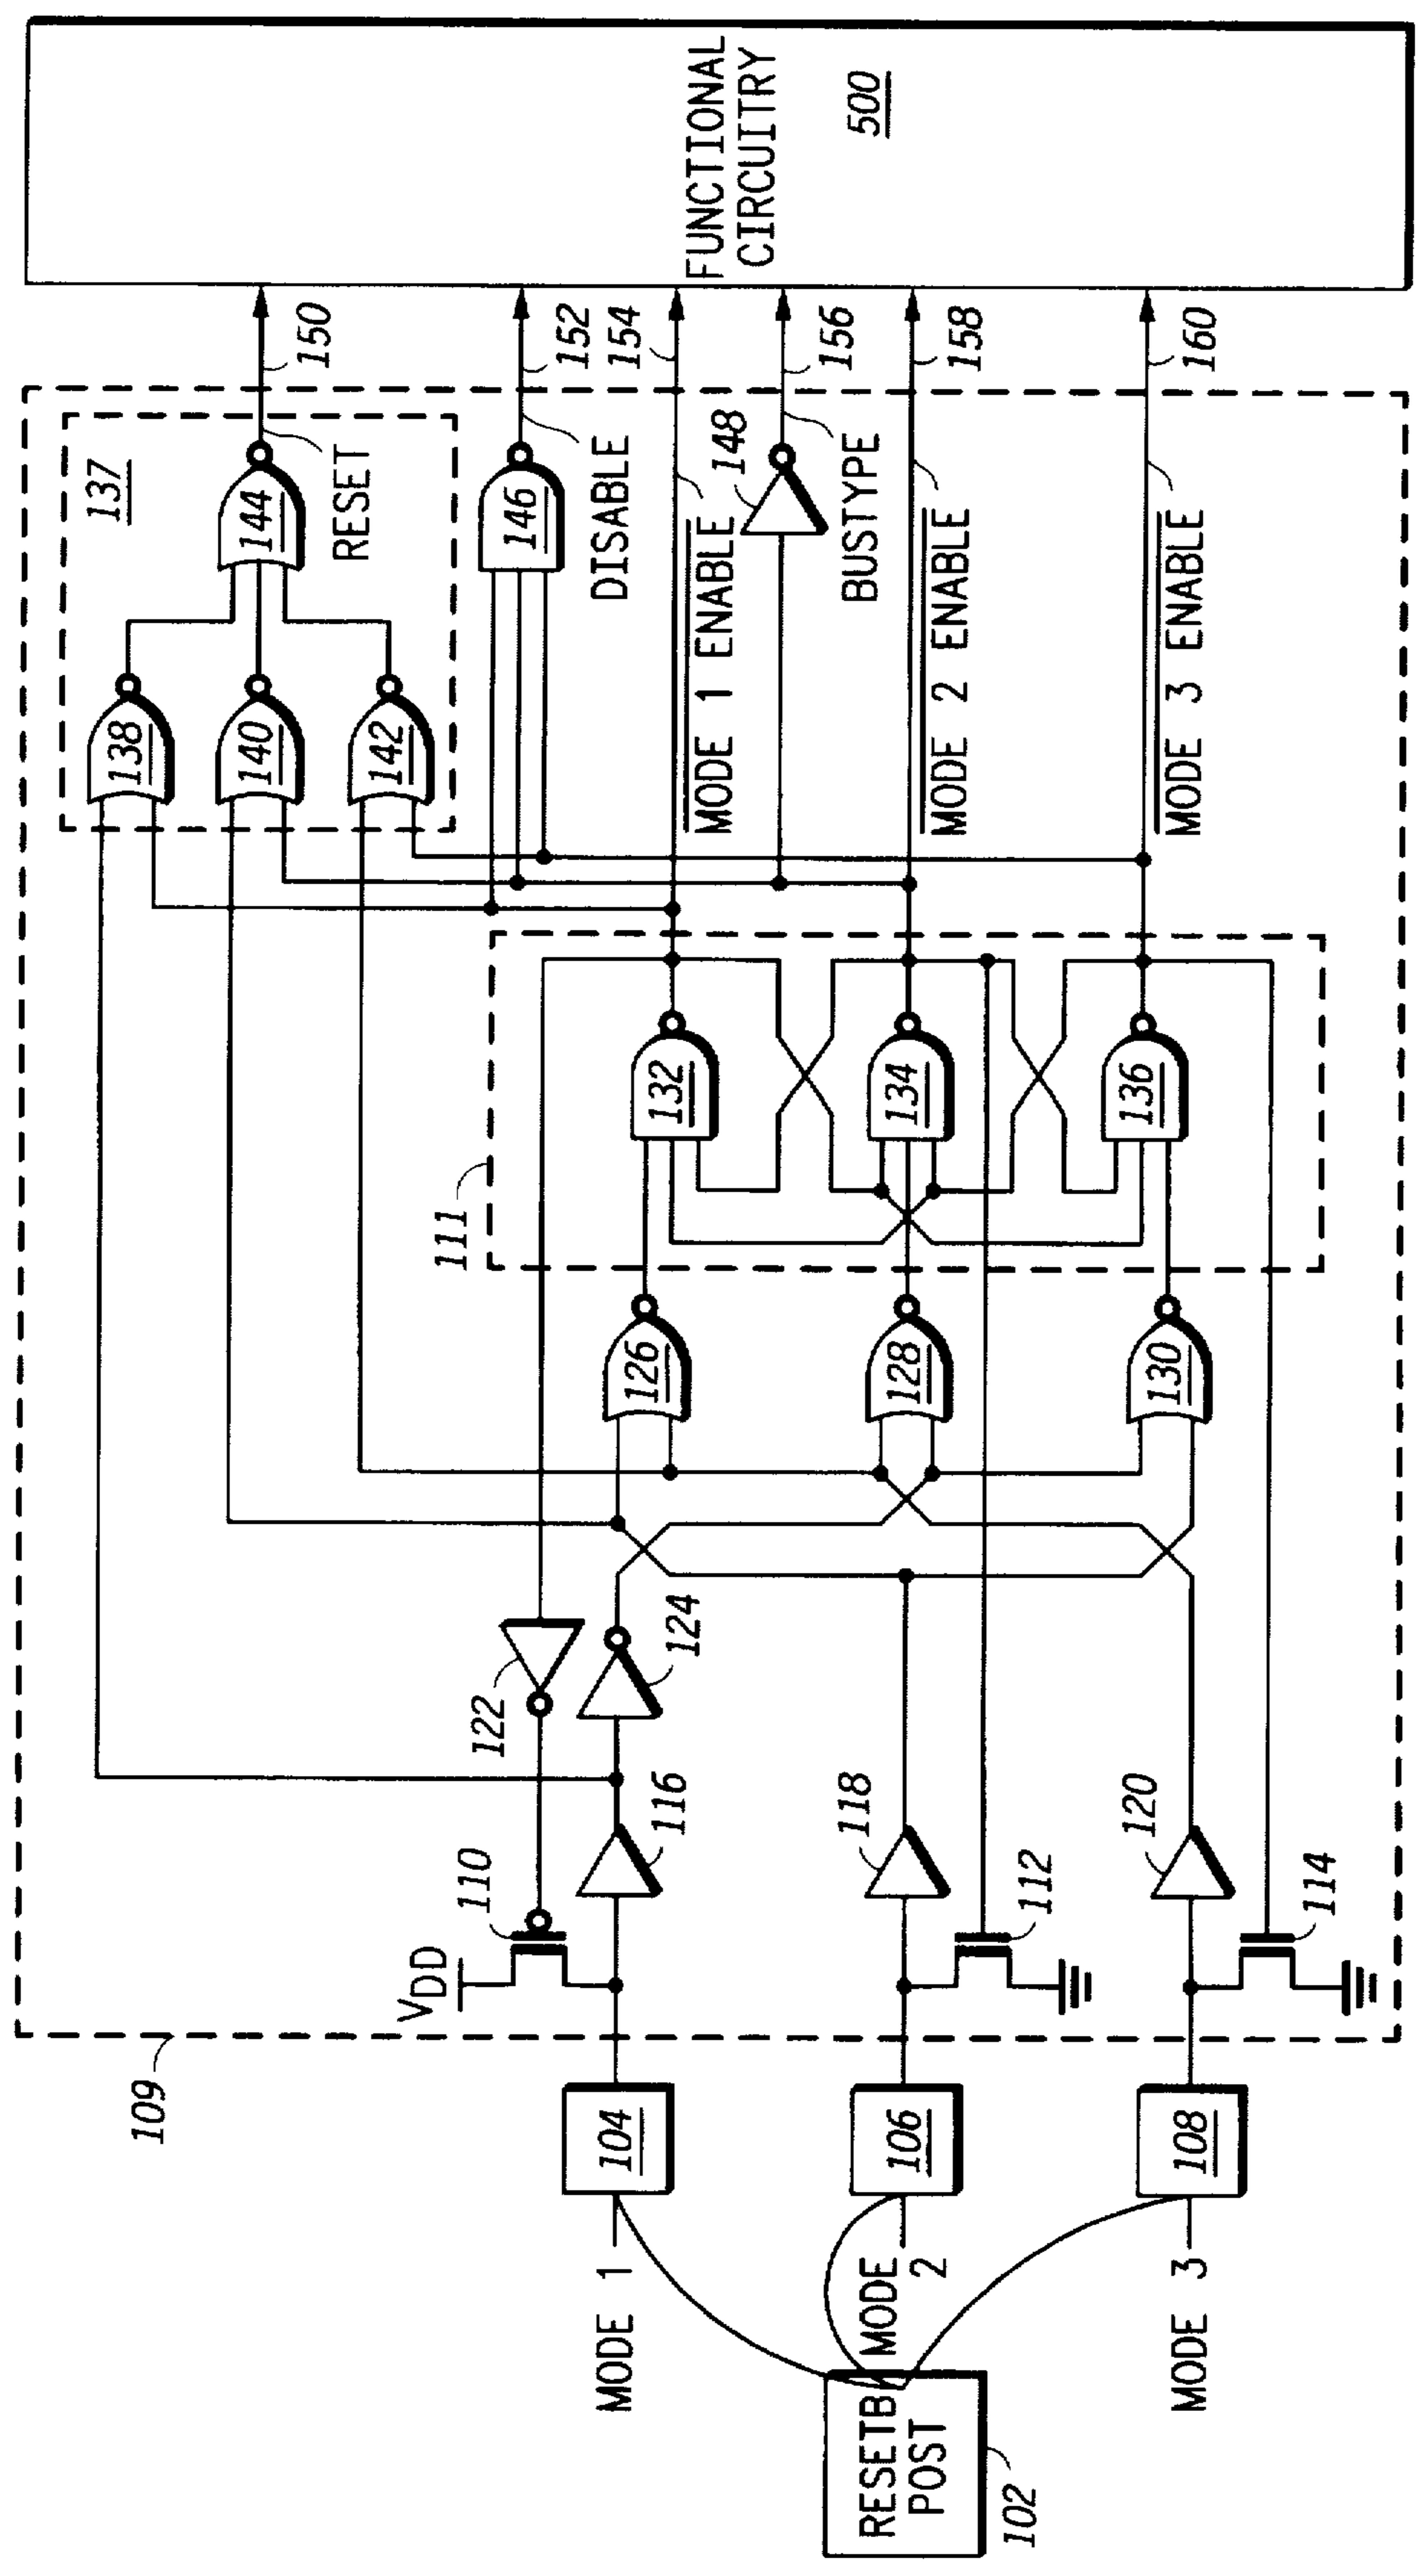 109
137
138
140
142
144
RESET
150
146
DISABLE
152
MODE 1 ENABLE
154
148
BUSTYPE
156
MODE 2 ENABLE
158
MODE 3 ENABLE
160
FUNCTIONAL
CIRCUITRY
500
111
132
134
136
126
128
130
122
124
VDD
110
116
118
112
120
114
MODE 1
104
MODE
2
106
MODE 3
108
RESETB
POST
102